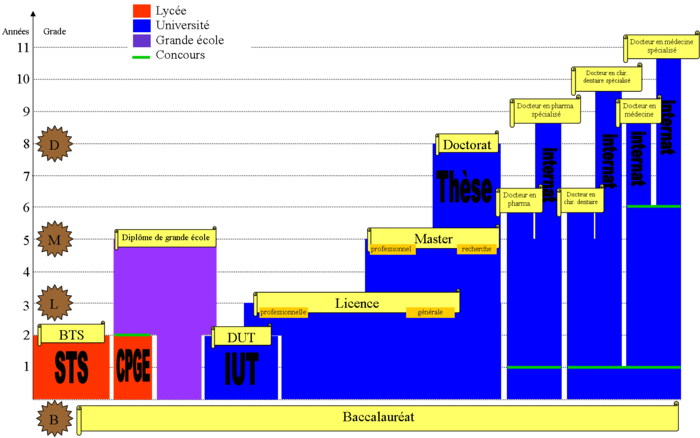 Lycée
Université
Grande école
Concours
Années
Grade
11
10
9
8
7
6
5
4
3
2
1
D
M
L
B
Docteur en médecine
spécialisé
Docteur en chir.
dentaire spécialisé
Docteur en pharma
spécialisé
Docteur en
médecine
Internat
Internat
Internat
Internat
Doctorat
Thèse
Docteur en
pharma
Docteur en
chir. dentaire
Diplôme de grande école
Master
professionnel
recherche
Licence
professionnelle
générale
BTS
STS
CPGE
DUT
IUT
Baccalauréat